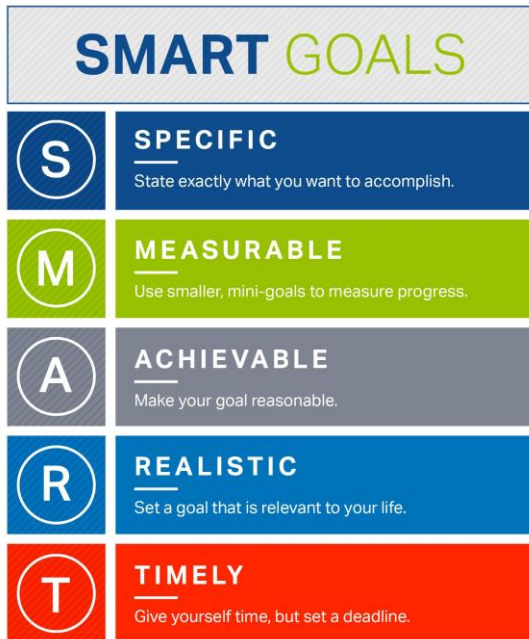 SMART GOALS
S
SPECIFIC
State exactly what you want to accomplish.
M
MEASURABLE
Use smaller, mini-goals to measure progress.
A
ACHIEVABLE
Make your goal reasonable.
R
REALISTIC
Set a goal that is relevant to your life.
T
TIMELY
Give yourself time, but set a deadline.